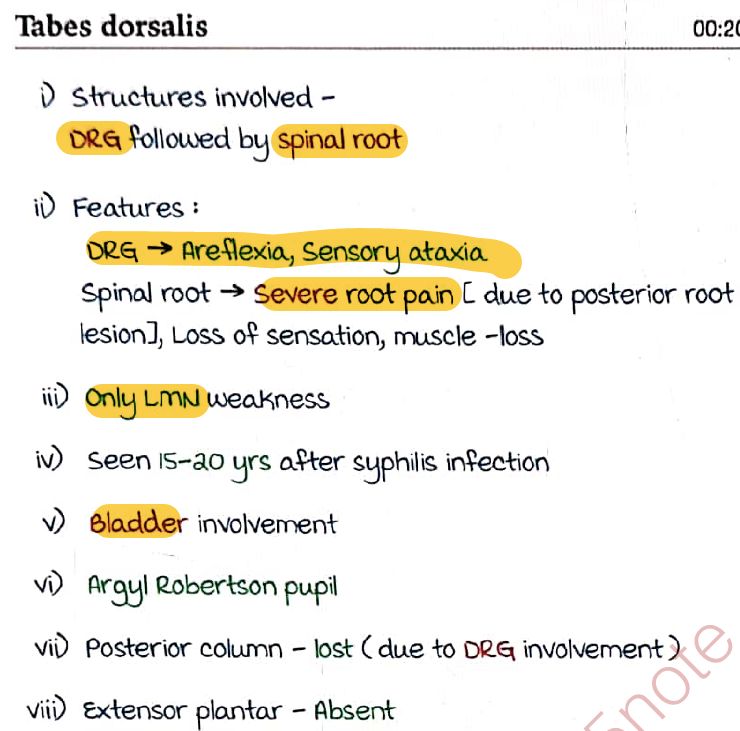 Tabes dorsalis
00:20
i) Structures involved -
DRG followed by spinal root
ii) Features :
DRG → Areflexia, Sensory ataxia
Spinal root → Severe root pain [ due to posterior root
lesion], Loss of sensation, muscle -loss
iii) Only LMN weakness
iv) Seen 15-20 yrs after syphilis infection
v) Bladder involvement
vi) Argyl Robertson pupil
vii) Posterior column - lost ( due to DRG involvement )
viii) Extensor plantar - Absent
5note